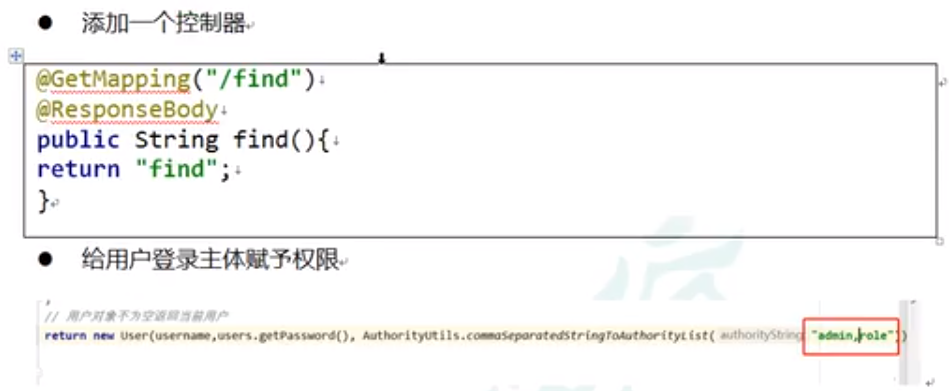 ● 添加一个控制器
@GetMapping("/find")
@ResponseBody
public String find(){
return "find";
}
● 给用户登录主体赋予权限
// 用户对象不为空返回当前用户
return new User(username,users.getPassword(), AuthorityUtils.commaSeparatedStringToAuthorityList( authorityString: "admin,role"))